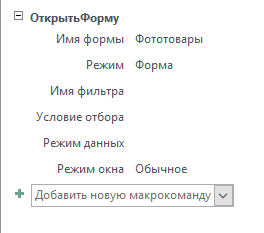 ОткрытьФорму
Имя формы Фототовары
Режим Форма
Имя фильтра
Условие отбора
Режим данных
Режим окна Обычное
Добавить новую макрокоманду